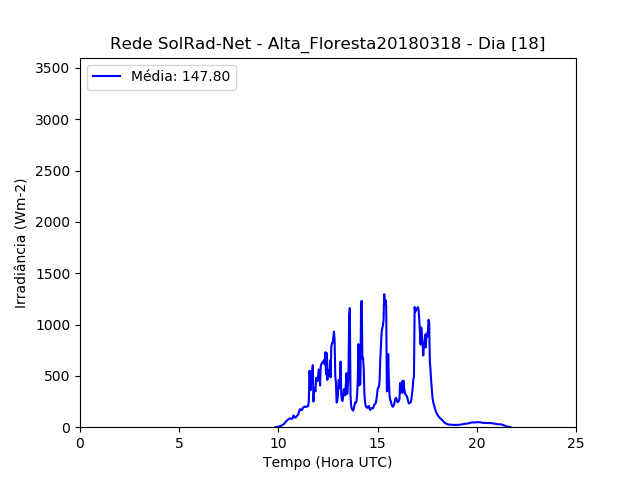 Rede SolRad-Net - Alta_Floresta20180318 - Dia [18]
Média: 147.80
Irradiância (Wm-2)
3500
3000
2500
2000
1500
1000
500
0
0 5 10 15 20 25
Tempo (Hora UTC)